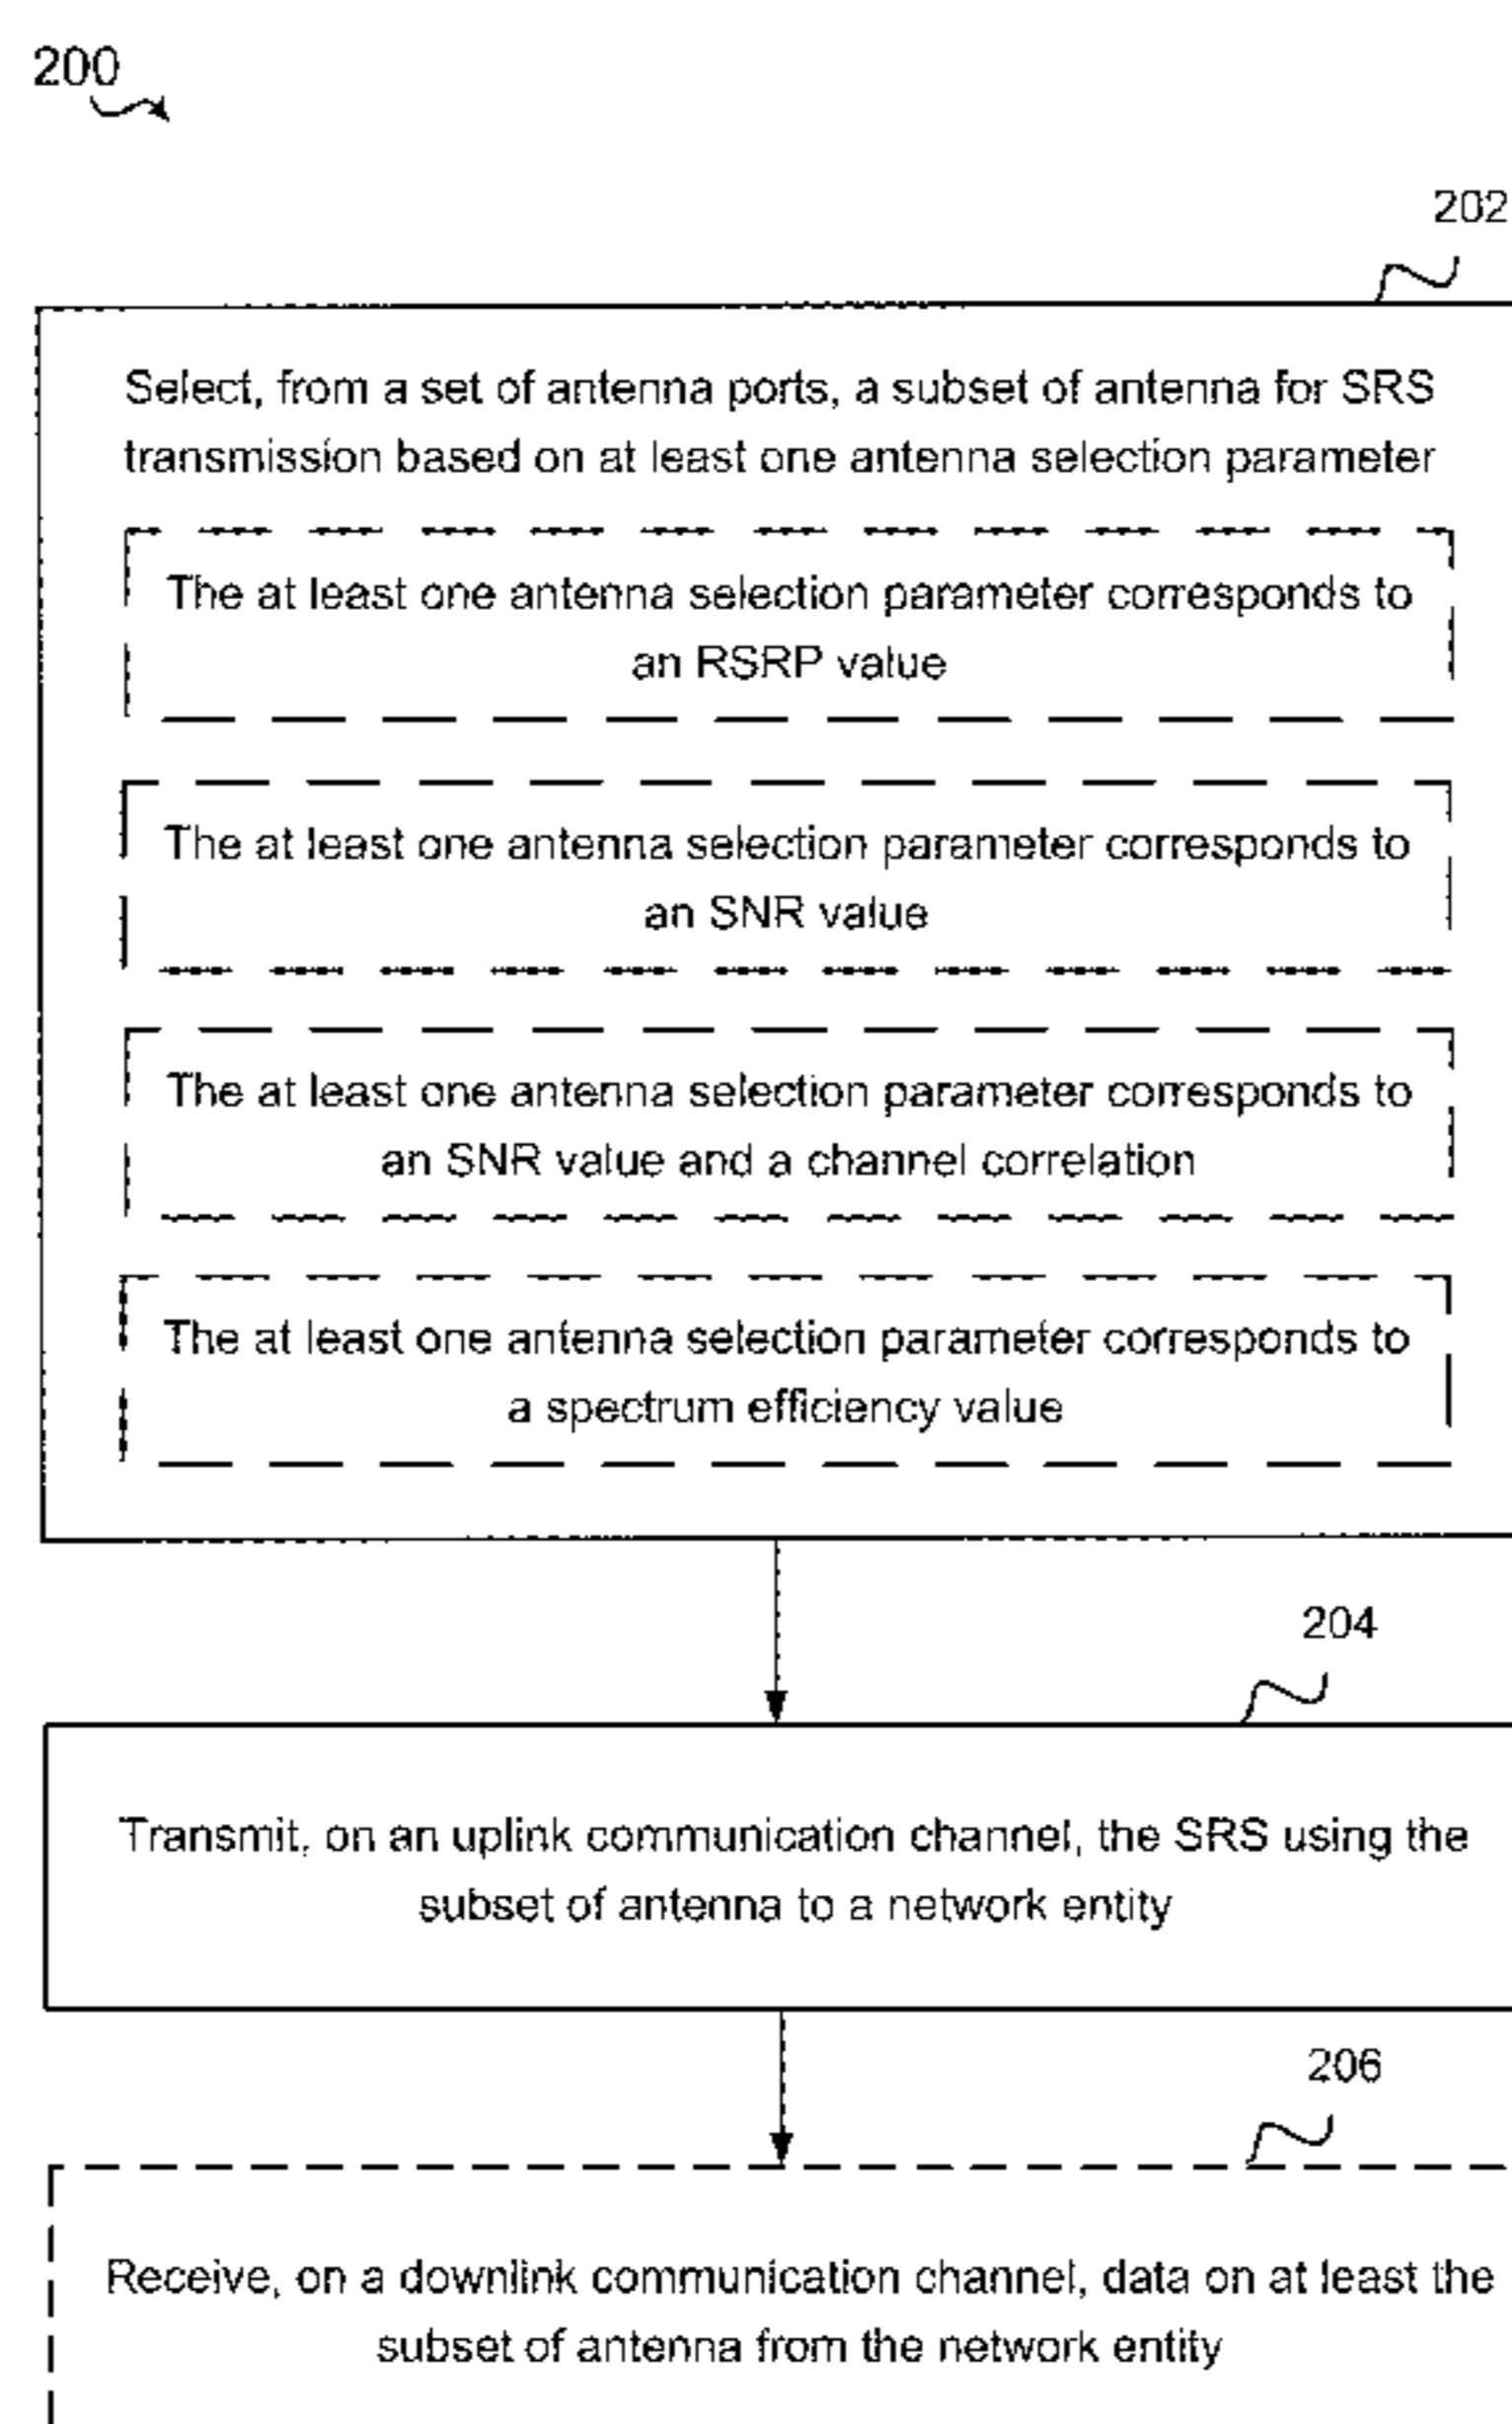 200
202
Select, from a set of antenna ports, a subset of antenna for SRS
transmission based on at least one antenna selection parameter
The at least one antenna selection parameter corresponds to
an RSRP value
The at least one antenna selection parameter corresponds to
an SNR value
The at least one antenna selection parameter corresponds to
an SNR value and a channel correlation
The at least one antenna selection parameter corresponds to
a spectrum efficiency value
204
Transmit, on an uplink communication channel, the SRS using the
subset of antenna to a network entity
206
Receive, on a downlink communication channel, data on at least the
subset of antenna from the network entity